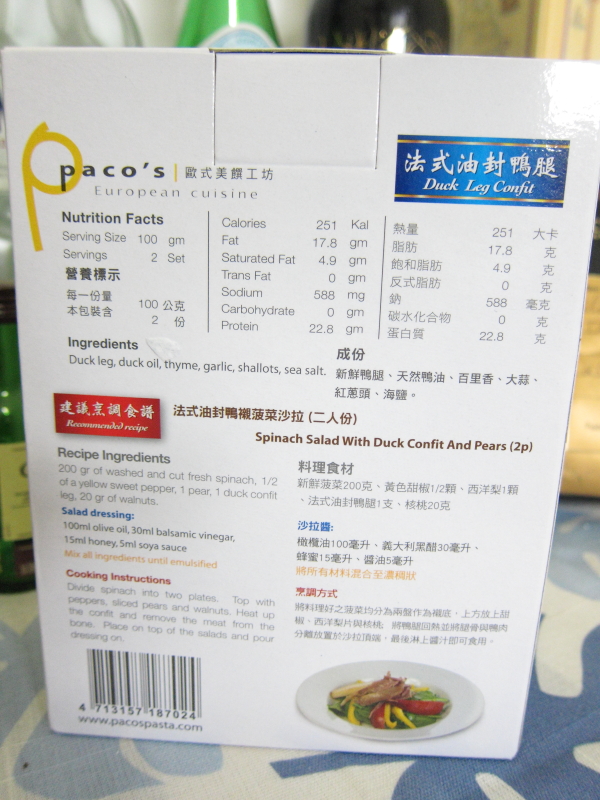 paco's | 歐式美饌工坊
European cuisine
法式油封鴨腿
Duck Leg Confit
Nutrition Facts
Serving Size 100 gm
Servings 2 Set
營養標示
每一份量 100 公克
本包裝含 2 份
Calories 251 Kal
Fat 17.8 gm
Saturated Fat 4.9 gm
Trans Fat 0 gm
Sodium 588 mg
Carbohydrate 0 gm
Protein 22.8 gm
熱量 251 大卡
脂肪 17.8 克
飽和脂肪 4.9 克
反式脂肪 0 克
鈉 588 毫克
碳水化合物 0 克
蛋白質 22.8 克
Ingredients
Duck leg, duck oil, thyme, garlic, shallots, sea salt.
成份
新鮮鴨腿、天然鴨油、百里香、大蒜、
紅蔥頭、海鹽。
建議烹調食譜
Recommended recipe
法式油封鴨襯菠菜沙拉 (二人份)
Spinach Salad With Duck Confit And Pears (2p)
Recipe Ingredients
200 gr of washed and cut fresh spinach, 1/2
of a yellow sweet pepper, 1 pear, 1 duck confit
leg, 20 gr of walnuts.
Salad dressing:
100ml olive oil, 30ml balsamic vinegar,
15ml honey, 5ml soya sauce
Mix all ingredients until emulsified
Cooking Instructions
Divide spinach into two plates. Top with
peppers, sliced pears and walnuts. Heat up
the confit and remove the meat from the
bone. Place on top of the salads and pour
dressing on.
料理食材
新鮮菠菜200克、黃色甜椒1/2顆、西洋梨1顆
、法式油封鴨腿1支、核桃20克
沙拉醬:
橄欖油100毫升、義大利黑醋30毫升、
蜂蜜15毫升、醬油5毫升
將所有材料混合至濃稠狀
烹調方式
將料理好之菠菜均分為兩盤作為襯底，上方放上甜
椒、西洋梨片與核桃; 將鴨腿回熱並將腿骨與鴨肉
分離放置於沙拉頂端，最後淋上醬汁即可食用。
4 713157 187024
www.pacospasta.com